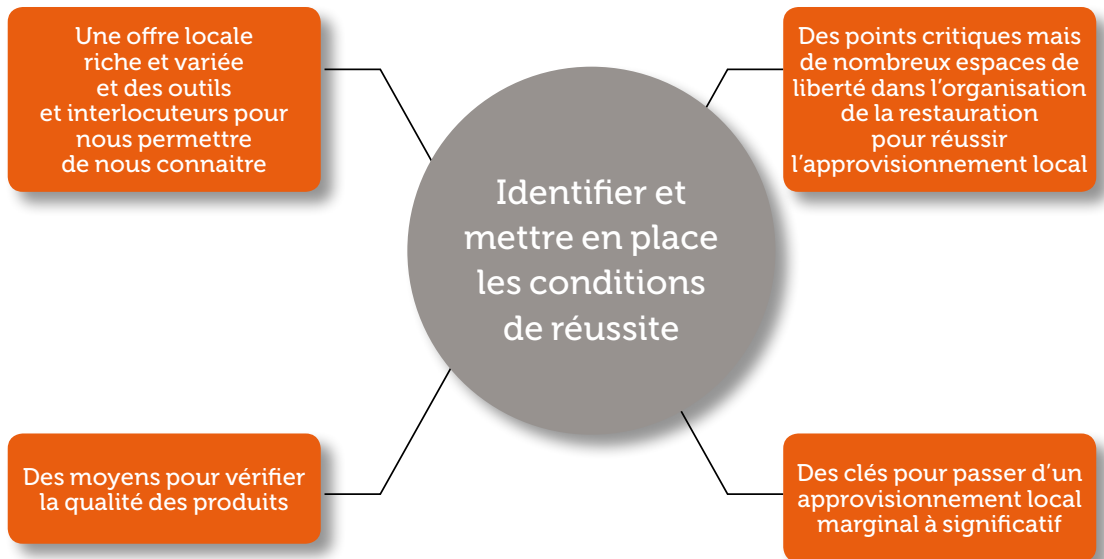 Une offre locale
riche et variée
et des outils
et interlocuteurs pour
nous permettre
de nous connaitre
Des points critiques mais
de nombreux espaces de
liberté dans l'organisation
de la restauration
pour réussir
l'approvisionnement local
Identifier et
mettre en place
les conditions
de réussite
Des moyens pour vérifier
la qualité des produits
Des clés pour passer d'un
approvisionnement local
marginal à significatif